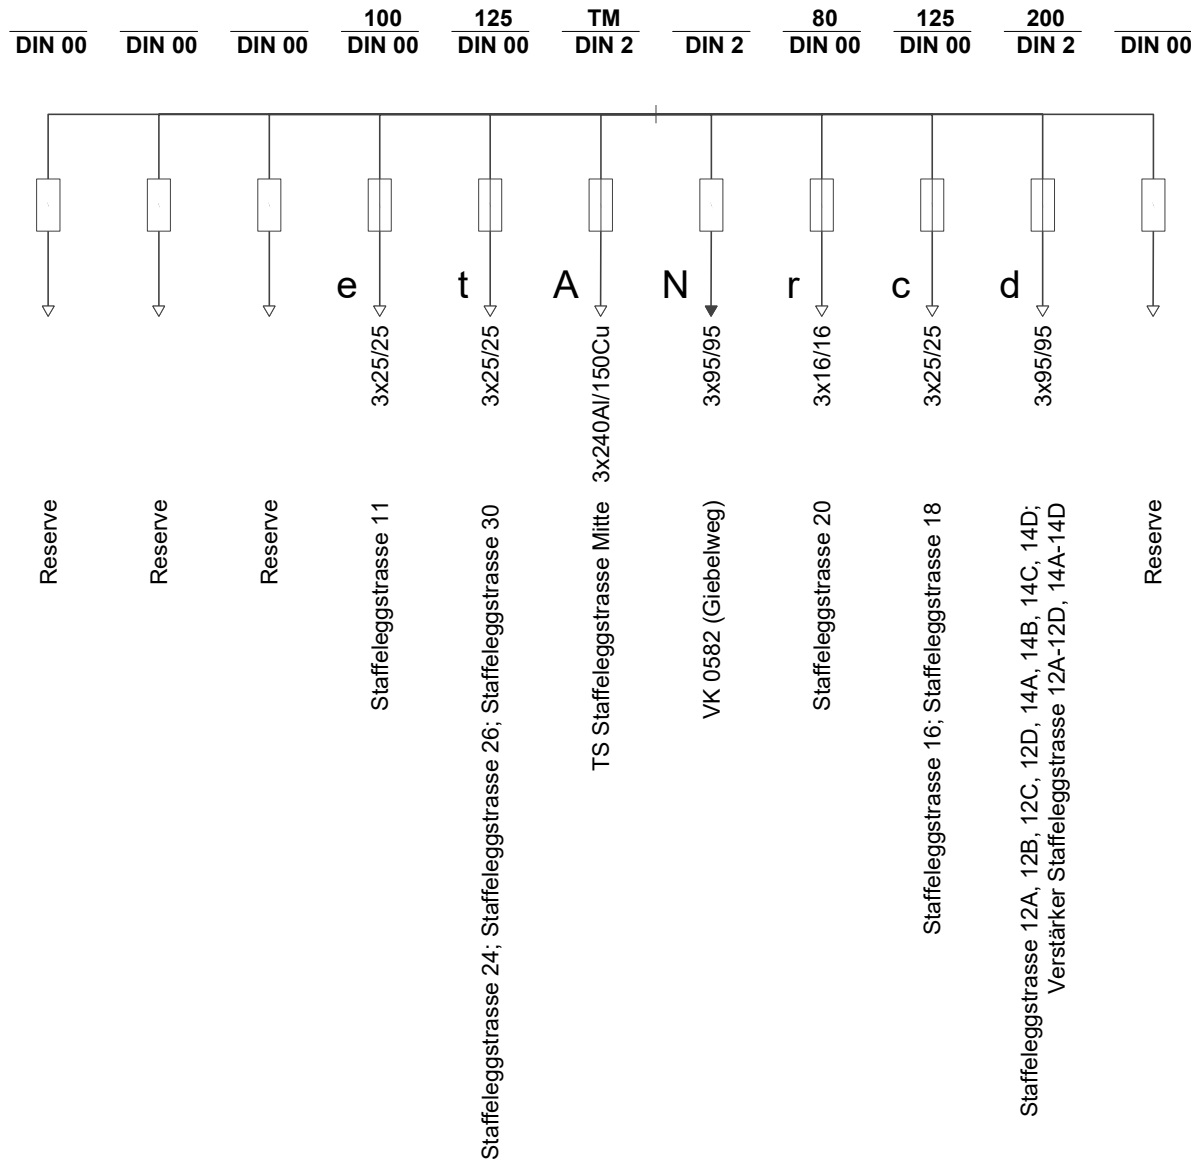 100 125 TM 80 125 200
DIN 00 DIN 00 DIN 00 DIN 00 DIN 00 DIN 2 DIN 2 DIN 00 DIN 00 DIN 2 DIN 00
e t A N r c d
3x25/25
3x25/25
3x240Al/150Cu
3x95/95
3x16/16
3x25/25
3x95/95
Reserve
Reserve
Reserve
Staffeleggstrasse 11
Staffeleggstrasse 24; Staffeleggstrasse 26; Staffeleggstrasse 30
TS Staffeleggstrasse Mitte
VK 0582 (Giebelweg)
Staffeleggstrasse 20
Staffeleggstrasse 16; Staffeleggstrasse 18
Staffeleggstrasse 12A, 12B, 12C, 12D, 14A, 14B, 14C, 14D;
Verstärker Staffeleggstrasse 12A-12D, 14A-14D
Reserve